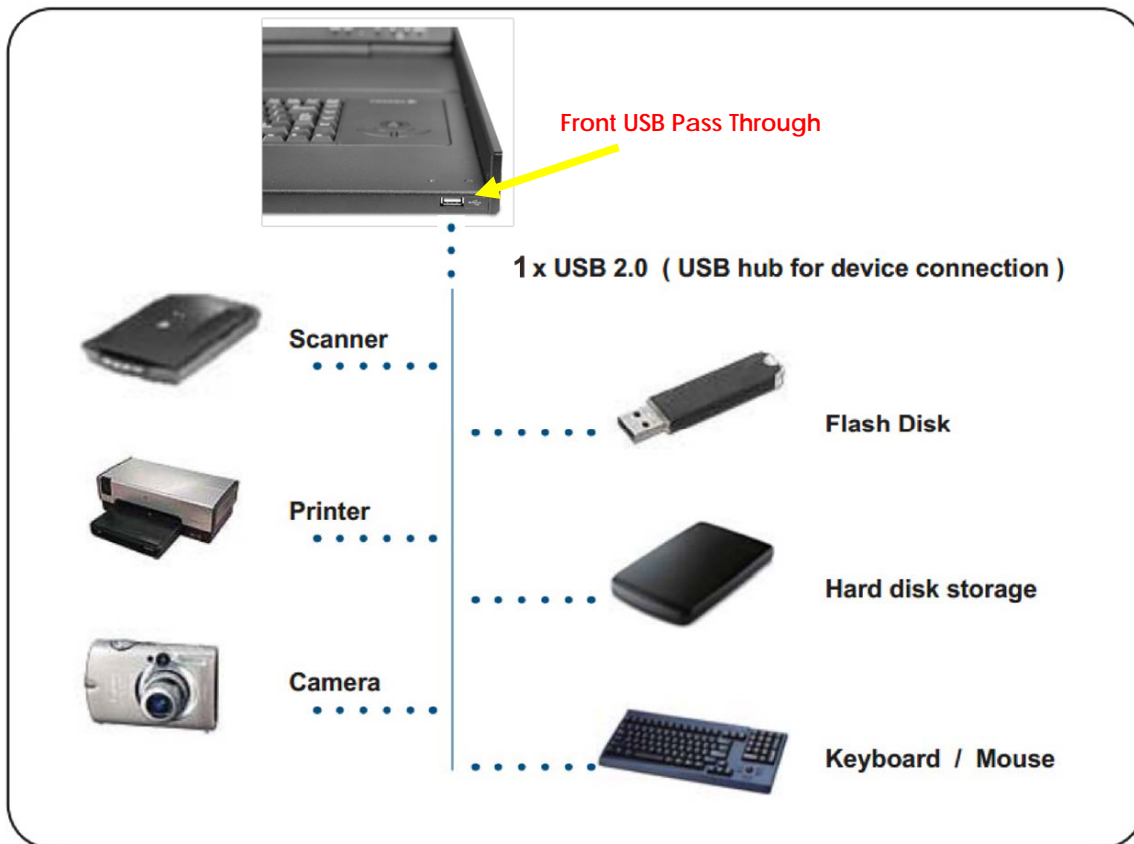 Front USB Pass Through
1 x USB 2.0 ( USB hub for device connection )
Scanner
Flash Disk
Printer
Hard disk storage
Camera
Keyboard / Mouse